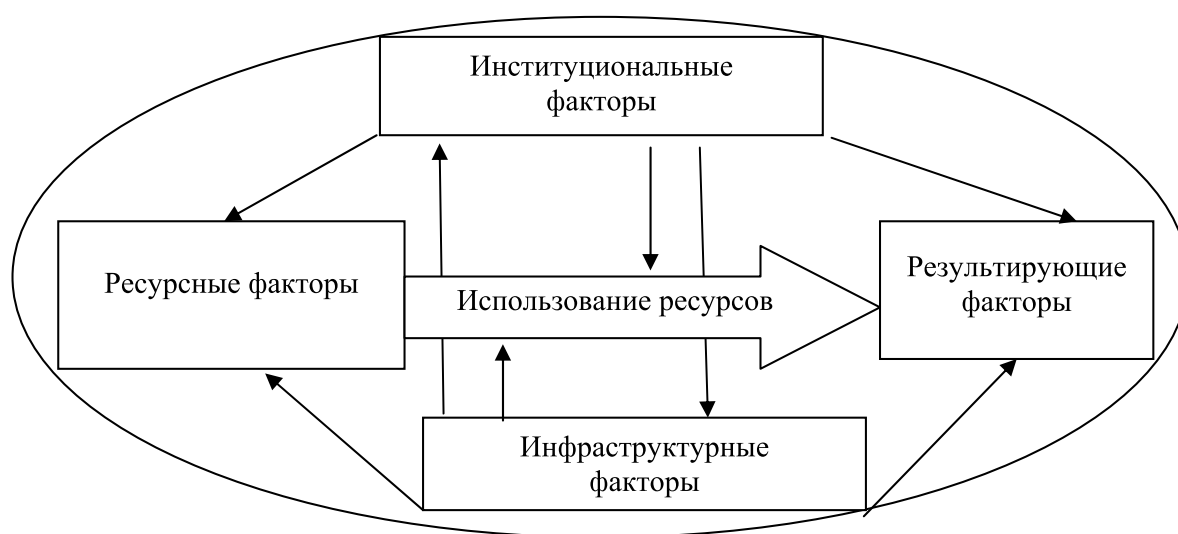 Институциональные
факторы
Ресурсные факторы
Использование ресурсов
Результирующие
факторы
Инфраструктурные
факторы